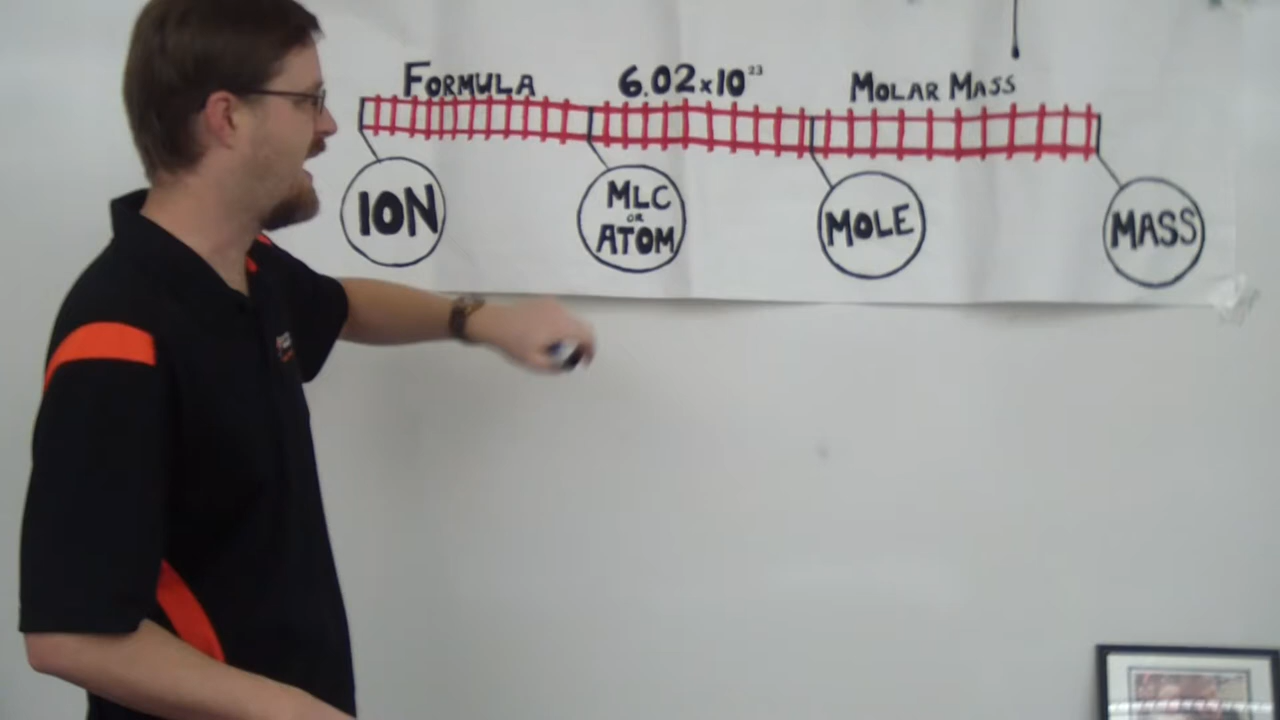 FORMULA 6.02x10²³ MOLAR MASS
ION
MLC
OR
ATOM
MOLE
MASS